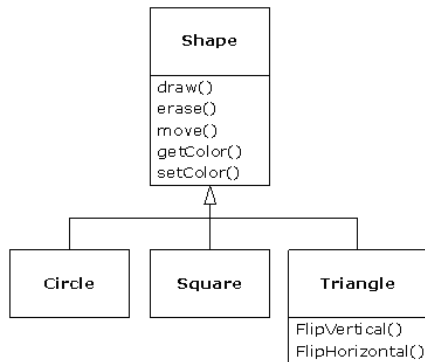 Shape
draw()
erase()
move()
getColor()
setColor()
Circle
Square
Triangle
FlipVertical()
FlipHorizontal()